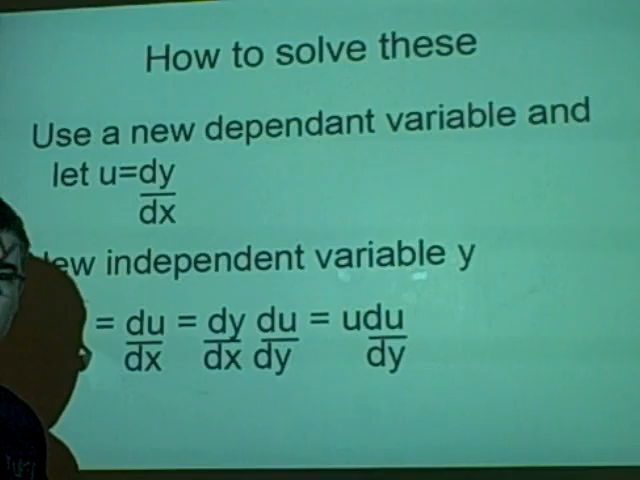 How to solve these
Use a new dependant variable and
let u=dy
dx
independent variable y
= du = dy du = udu
dx dx dy dy